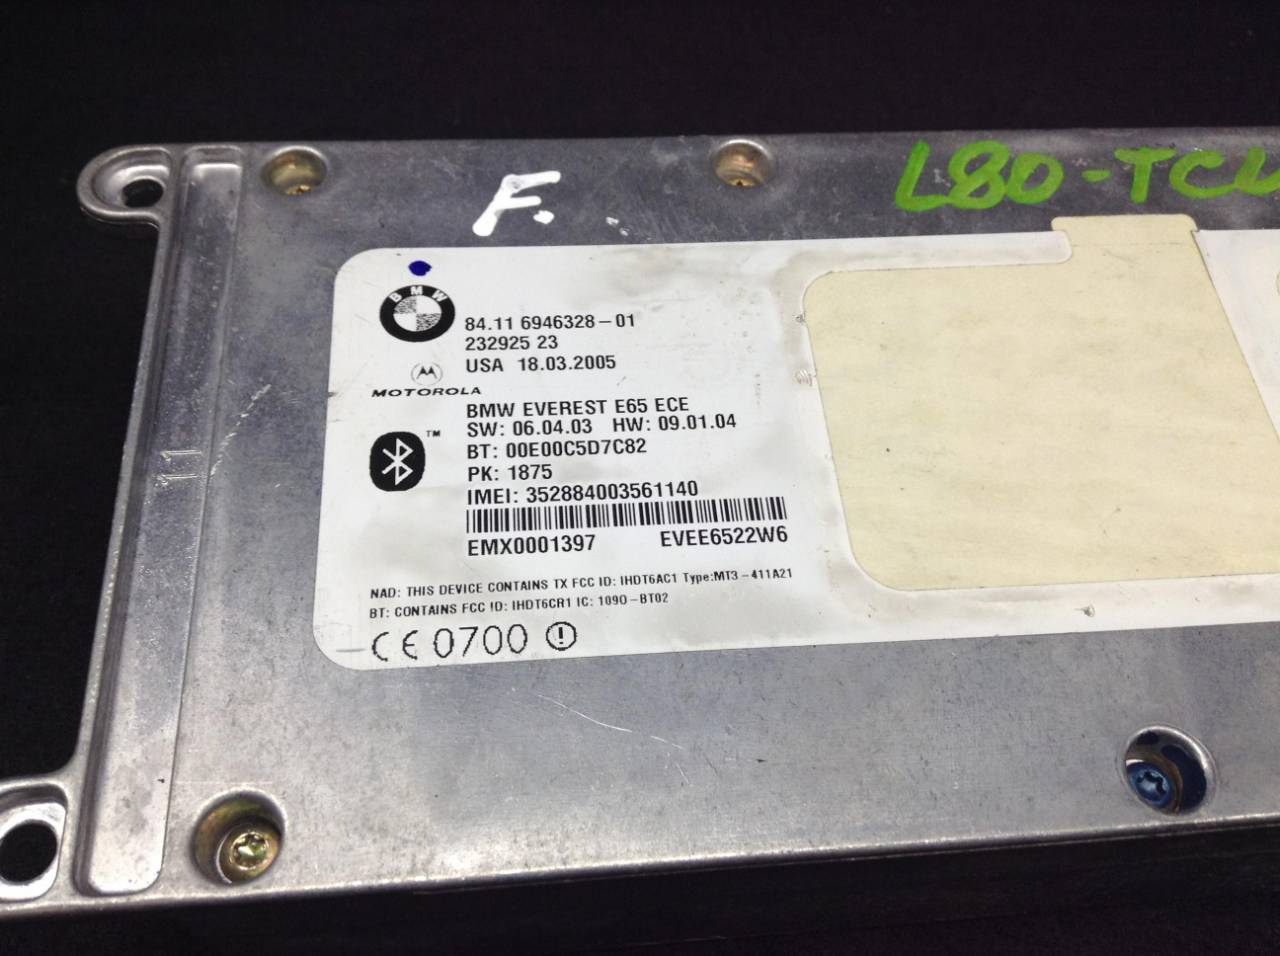 L80-TCU
F.
BMW
84.11 6946328-01
232925 23
USA 18.03.2005
MOTOROLA
BMW EVEREST E65 ECE
SW: 06.04.03 HW: 09.01.04
™
BT: 00E00C5D7C82
PK: 1875
IMEI: 352884003561140
EMX0001397 EVEE6522W6
NAD: THIS DEVICE CONTAINS TX FCC ID: IHDT6AC1 Type:MT3-411A21
BT: CONTAINS FCC ID: IHDT6CR1 IC: 1090-BT02
CE 0700
11